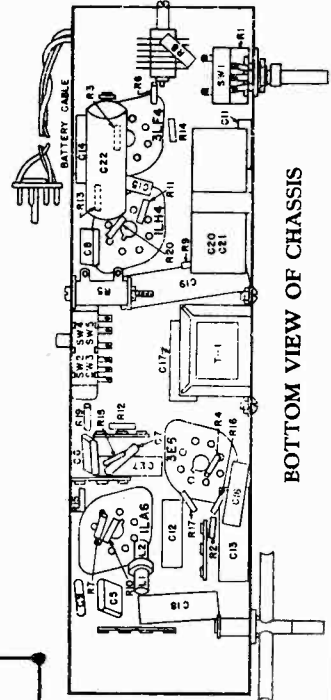 BATTERY CABLE
R3
C14
C22
R6
3LF4
R14
R1
SW1
C11
R13
C15
1LH4
R11
C8
R20
R9
C20
C21
C19
SW4
SW5
SW2
SW3
R19
R12
R15
C7
C17
T-1
3E5
R4
R16
R17
R2
C16
C13
C12
1LA6
R7
R10
L2
L1
C5
C18
BOTTOM VIEW OF CHASSIS